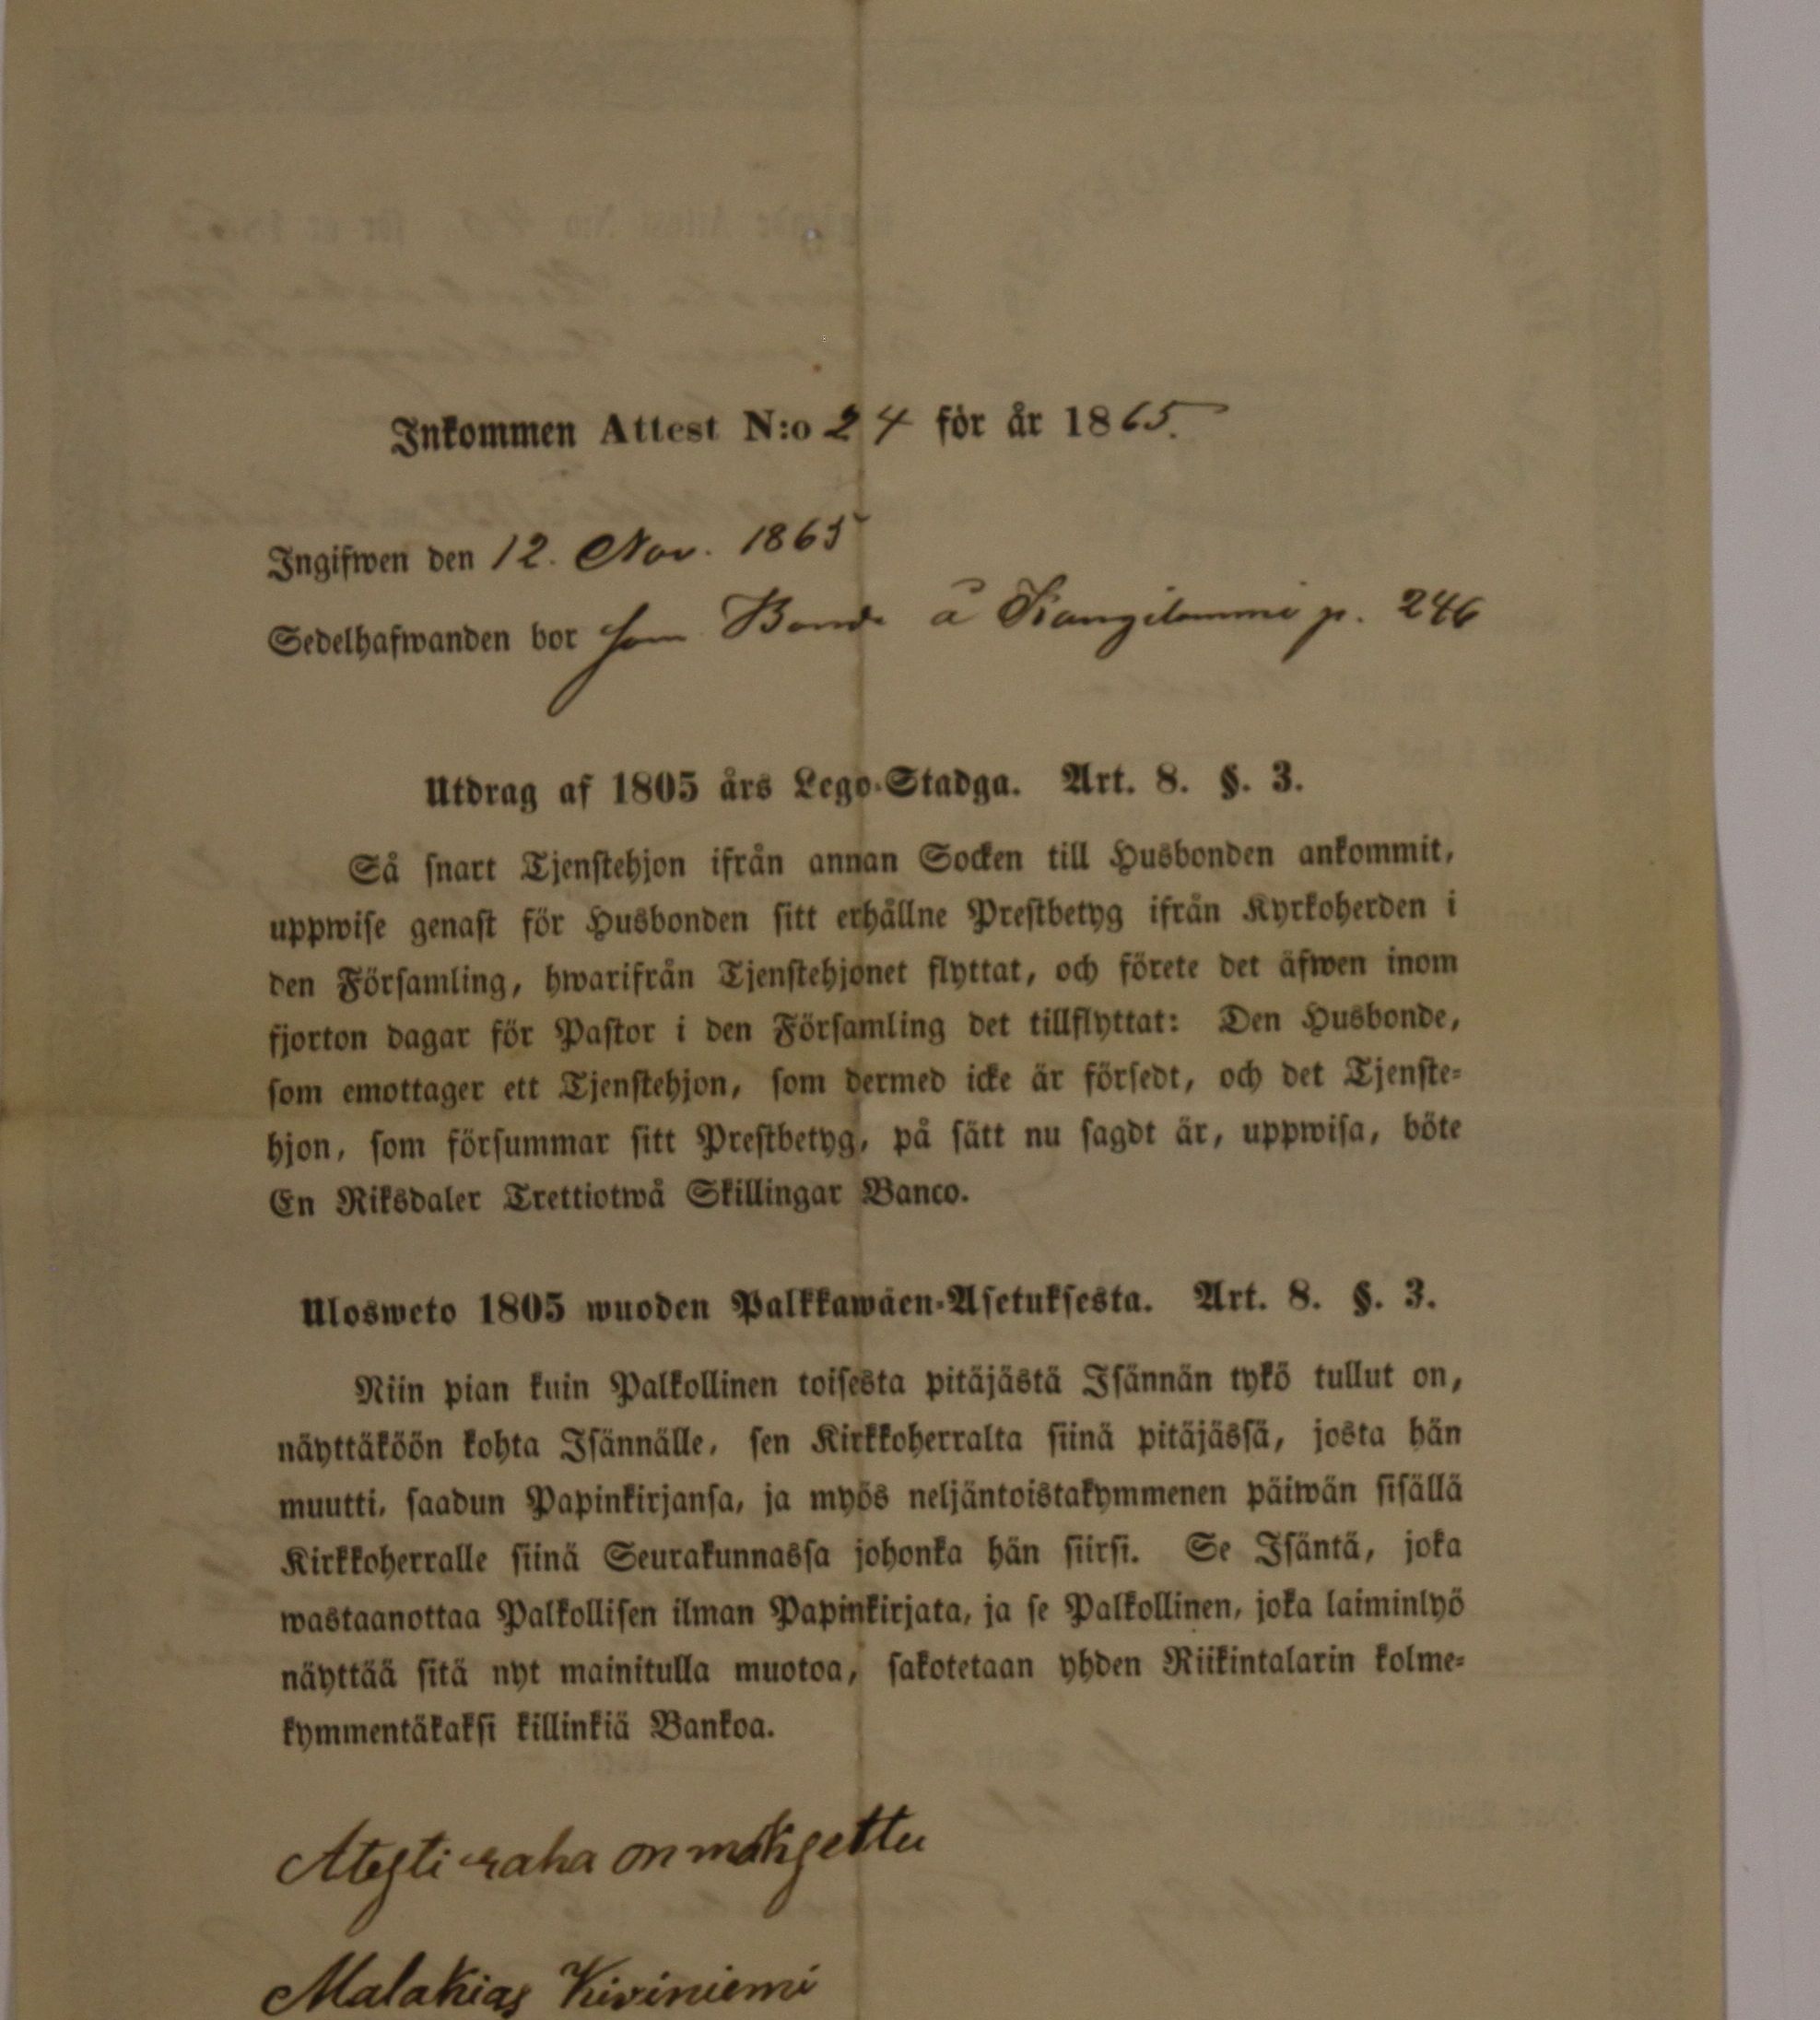 Inkommen Attest N:o 24 för år 1865.
Ingifwen den 12. Nov. 1865
Sedelhafwanden bor som Bonde å Kangilammi p. 246
Utdrag af 1805 års Lego-Stadga. Art. 8. §. 3.
Så snart Tjenstehjon ifrån annan Socken till Husbonden ankommit,
uppwise genast för Husbonden sitt erhållne Prestbetyg ifrån Kyrkoherden i
den Församling, hwarifrån Tjenstehjonet flyttat, och förete det äfwen inom
fjorton dagar för Pastor i den Församling det tillflyttat: Den Husbonde,
som emottager ett Tjenstehjon, som dermed icke är försedt, och det Tjenste-
hjon, som försummar sitt Prestbetyg, på sätt nu sagdt är, uppwisa, böte
En Riksdaler Trettiotwå Skillingar Banco.
Ulosweto 1805 wuoden Palkkawäen-Asetuksesta. Art. 8. §. 3.
Niin pian kuin Palkollinen toisesta pitäjästä Isännän tykö tullut on,
näyttäköön kohta Isännälle, sen Kirkkoherralta siinä pitäjässä, josta hän
muutti, saadun Papinkirjansa, ja myös neljäntoistakymmenen päiwän sisällä
Kirkkoherralle siinä Seurakunnassa johonka hän siirsi. Se Isäntä, joka
wastaanottaa Palkollisen ilman Papinkirjata, ja se Palkollinen, joka laiminlyö
näyttää sitä nyt mainitulla muotoa, sakotetaan yhden Riikintalarin kolme-
kymmentäkaksi killinkiä Bankoa.
Atesti raha on maksettu
Malakias Kiviniemi